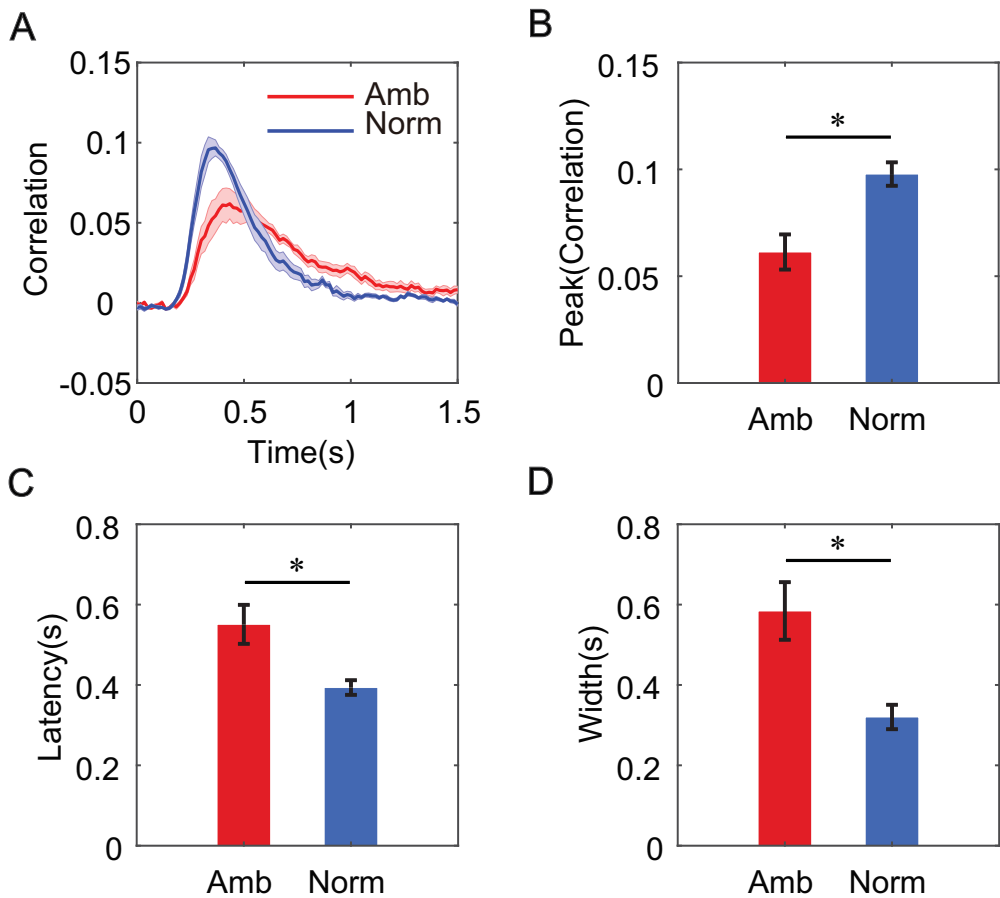 A
0.15
0.1
0.05
0
-0.05
Correlation
Amb
Norm
0
0.5
1
1.5
Time(s)
B
0.15
0.1
0.05
0
Peak(Correlation)
*
Amb
Norm
C
0.8
0.6
0.4
0.2
0
Latency(s)
*
Amb
Norm
D
0.8
0.6
0.4
0.2
0
Width(s)
*
Amb
Norm